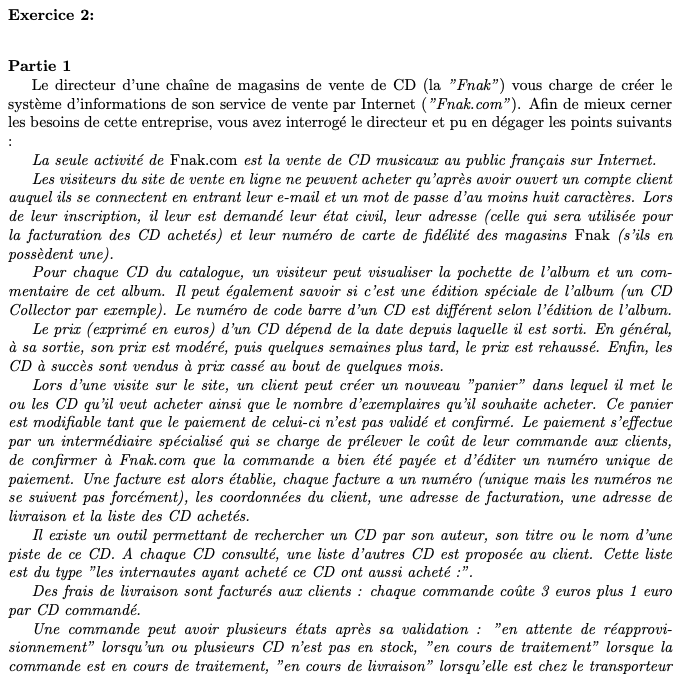 Exercice 2:
Partie 1
Le directeur d'une chaîne de magasins de vente de CD (la "Fnak") vous charge de créer le
système d'informations de son service de vente par Internet ("Fnak.com"). Afin de mieux cerner
les besoins de cette entreprise, vous avez interrogé le directeur et pu en dégager les points suivants
:
La seule activité de Fnak.com est la vente de CD musicaux au public français sur Internet.
Les visiteurs du site de vente en ligne ne peuvent acheter qu'après avoir ouvert un compte client
auquel ils se connectent en entrant leur e-mail et un mot de passe d'au moins huit caractères. Lors
de leur inscription, il leur est demandé leur état civil, leur adresse (celle qui sera utilisée pour
la facturation des CD achetés) et leur numéro de carte de fidélité des magasins Fnak (s'ils en
possèdent une).
Pour chaque CD du catalogue, un visiteur peut visualiser la pochette de l'album et un com-
mentaire de cet album. Il peut également savoir si c'est une édition spéciale de l'album (un CD
Collector par exemple). Le numéro de code barre d'un CD est différent selon l'édition de l'album.
Le prix (exprimé en euros) d'un CD dépend de la date depuis laquelle il est sorti. En général,
à sa sortie, son prix est modéré, puis quelques semaines plus tard, le prix est rehaussé. Enfin, les
CD à succès sont vendus à prix cassé au bout de quelques mois.
Lors d'une visite sur le site, un client peut créer un nouveau "panier" dans lequel il met le
ou les CD qu'il veut acheter ainsi que le nombre d'exemplaires qu'il souhaite acheter. Ce panier
est modifiable tant que le paiement de celui-ci n'est pas validé et confirmé. Le paiement s'effectue
par un intermédiaire spécialisé qui se charge de prélever le coût de leur commande aux clients,
de confirmer à Fnak.com que la commande a bien été payée et d'éditer un numéro unique de
paiement. Une facture est alors établie, chaque facture a un numéro (unique mais les numéros ne
se suivent pas forcément), les coordonnées du client, une adresse de facturation, une adresse de
livraison et la liste des CD achetés.
Il existe un outil permettant de rechercher un CD par son auteur, son titre ou le nom d'une
piste de ce CD. A chaque CD consulté, une liste d'autres CD est proposée au client. Cette liste
est du type "les internautes ayant acheté ce CD ont aussi acheté :".
Des frais de livraison sont facturés aux clients : chaque commande coûte 3 euros plus 1 euro
par CD commandé.
Une commande peut avoir plusieurs états après sa validation : "en attente de réapprovi-
sionnement" lorsqu'un ou plusieurs CD n'est pas en stock, "en cours de traitement" lorsque la
commande est en cours de traitement, "en cours de livraison" lorsqu'elle est chez le transporteur